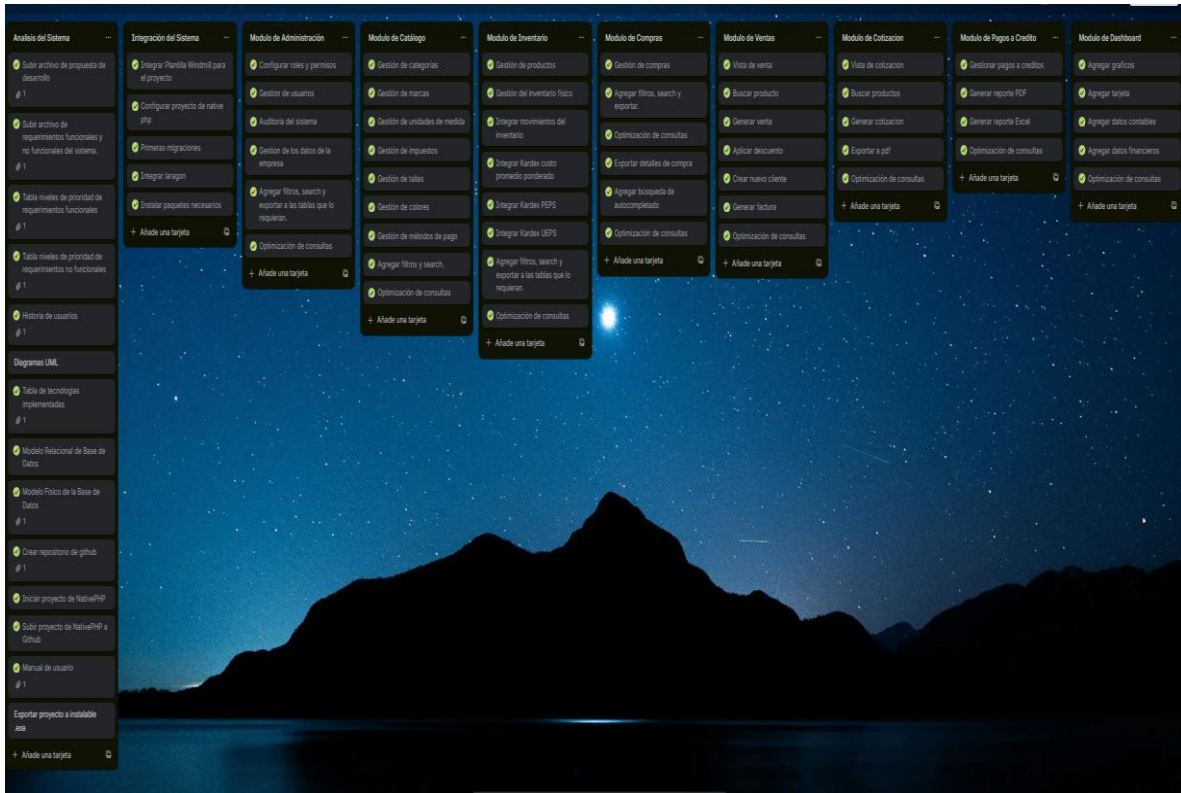 Analisis del Sistema
Subir archivo de propuesta de
desarrollo
1
Subir archivo de
requerimientos funcionales y
no funcionales del sistema.
1
Tabla niveles de prioridad de
requerimientos funcionales
1
Tabla niveles de prioridad de
requerimientos no funcionales
1
Historia de usuarios
1
Diagramas UML
Tabla de tecnologias
implementadas
1
Modelo Relacional de Base de
Datos
Modelo Fisico de la Base de
Datos
1
Crear repositorio de github
1
Iniciar proyecto de NativePHP
Subir proyecto de NativePHP a
Github
Manual de usuario
1
Exportar proyecto a instalable
.exe
+ Añade una tarjeta
Integración del Sistema
Integrar Plantilla Windmill para
el proyecto
Configurar proyecto de native
php
Primeras migraciones
Integrar laragon
Instalar paquetes necesarios
+ Añade una tarjeta
Modulo de Administración
Configurar roles y permisos
Gestion de usuarios
Auditoria del sistema
Gestion de los datos de la
empresa
Agregar filtros, search y
exportar a las tablas que lo
requieran.
Optimización de consultas
+ Añade una tarjeta
Modulo de Catálogo
Gestión de categorias
Gestión de marcas
Gestión de unidades de medida
Gestión de impuestos
Gestión de tallas
Gestión de colores
Gestión de métodos de pago
Agregar filtros y search.
Optimización de consultas
+ Añade una tarjeta
Modulo de Inventario
Gestión de productos
Gestión del inventario físico
Integrar movimientos del
inventario
Integrar Kardex costo
promedio ponderado
Integrar Kardex PEPS
Integrar Kardex UEPS
Agregar filtros, search y
exportar a las tablas que lo
requieran.
Optimización de consultas
+ Añade una tarjeta
Modulo de Compras
Gestión de compras
Agregar filtros, search y
exportar.
Optimización de consultas
Exportar detalles de compra
Agregar búsqueda de
autocompletado
Optimización de consultas
+ Añade una tarjeta
Modulo de Ventas
Vista de venta
Buscar producto
Generar venta
Aplicar descuento
Crear nuevo cliente
Generar factura
Optimización de consultas
+ Añade una tarjeta
Modulo de Cotizacion
Vista de cotizacion
Buscar productos
Generar cotizacion
Exportar a pdf
Optimización de consultas
+ Añade una tarjeta
Modulo de Pagos a Credito
Gestionar pagos a creditos
Generar reporte PDF
Generar reporte Excel
Optimización de consultas
+ Añade una tarjeta
Modulo de Dashboard
Agregar graficos
Agregar tarjeta
Agregar datos contables
Agregar datos financieros
Optimización de consultas
+ Añade una tarjeta